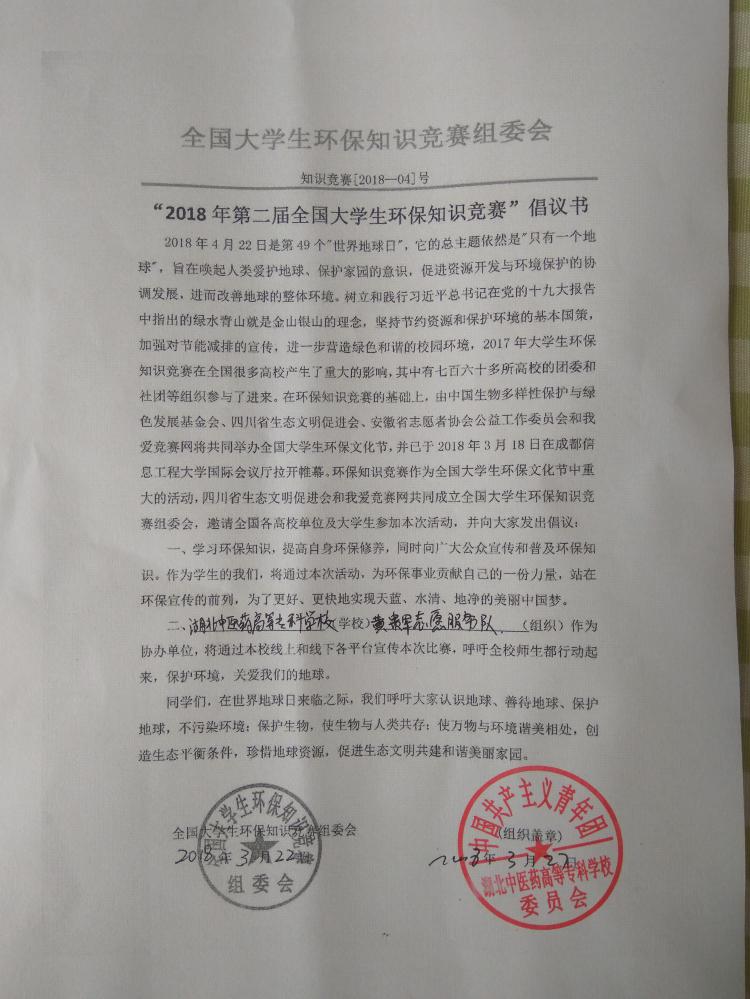 全国大学生环保知识竞赛组委会
知识竞赛[2018—04]号
“2018 年第二届全国大学生环保知识竞赛”倡议书
2018 年 4 月 22 日是第 49 个"世界地球日"，它的总主题依然是"只有一个地
球"，旨在唤起人类爱护地球、保护家园的意识，促进资源开发与环境保护的协
调发展，进而改善地球的整体环境。树立和践行习近平总书记在党的十九大报告
中指出的绿水青山就是金山银山的理念，坚持节约资源和保护环境的基本国策，
加强对节能减排的宣传，进一步营造绿色和谐的校园环境，2017 年大学生环保
知识竞赛在全国很多高校产生了重大的影响，其中有七百六十多所高校的团委和
社团等组织参与了进来。在环保知识竞赛的基础上，由中国生物多样性保护与绿
色发展基金会、四川省生态文明促进会、安徽省志愿者协会公益工作委员会和我
爱竞赛网将共同举办全国大学生环保文化节，并已于 2018 年 3 月 18 日在成都信
息工程大学国际会议厅拉开帷幕。环保知识竞赛作为全国大学生环保文化节中重
大的活动，四川省生态文明促进会和我爱竞赛网共同成立全国大学生环保知识竞
赛组委会，邀请全国各高校单位及大学生参加本次活动，并向大家发出倡议：
一、学习环保知识，提高自身环保修养，同时向广大公众宣传和普及环保知
识。作为学生的我们，将通过本次活动，为环保事业贡献自己的一份力量，站在
环保宣传的前列，为了更好、更快地实现天蓝、水清、地净的美丽中国梦。
二、湖北中医药高等专科学校（学校）黄 志愿服务队（组织）作为
协办单位，将通过本校线上和线下各平台宣传本次比赛，呼吁全校师生都行动起
来，保护环境，关爱我们的地球。
同学们，在世界地球日来临之际，我们呼吁大家认识地球、善待地球、保护
地球，不污染环境；保护生物，使生物与人类共存；使万物与环境谐美相处，创
造生态平衡条件，珍惜地球资源，促进生态文明共建和谐美丽家园。
全国大学生环保知识竞赛组委会
2018 年 3 月 22 日
全国大学生环保知识竞赛
组委会
（组织盖章）
2018 年 3 月 27 日
中国共产主义青年团
湖北中医药高等专科学校
委员会